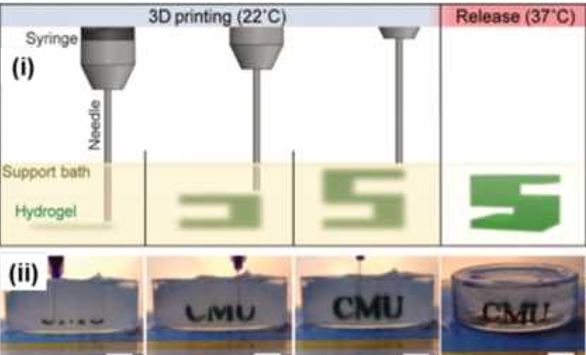 3D printing (22°C)
Release (37°C)
Syringe
(i)
Needle
Support bath
Hydrogel
(ii)
CMU
CMU
CMU